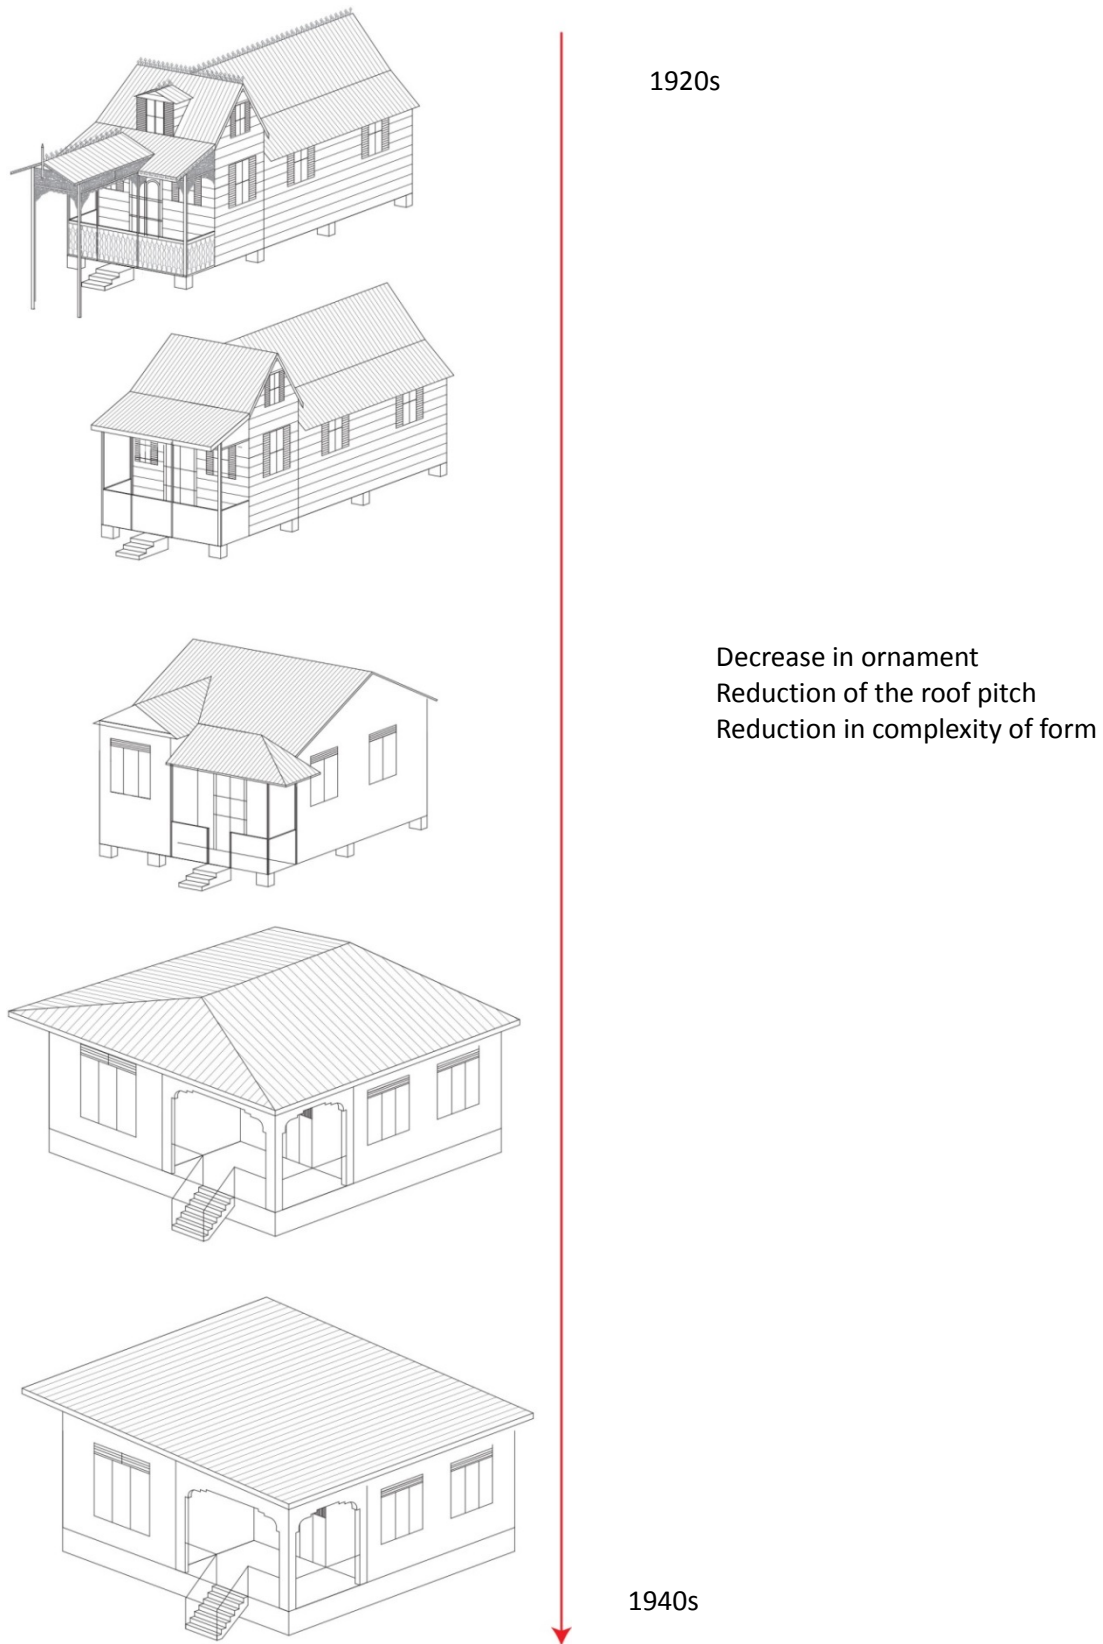 1920s
Decrease in ornament
Reduction of the roof pitch
Reduction in complexity of form
1940s